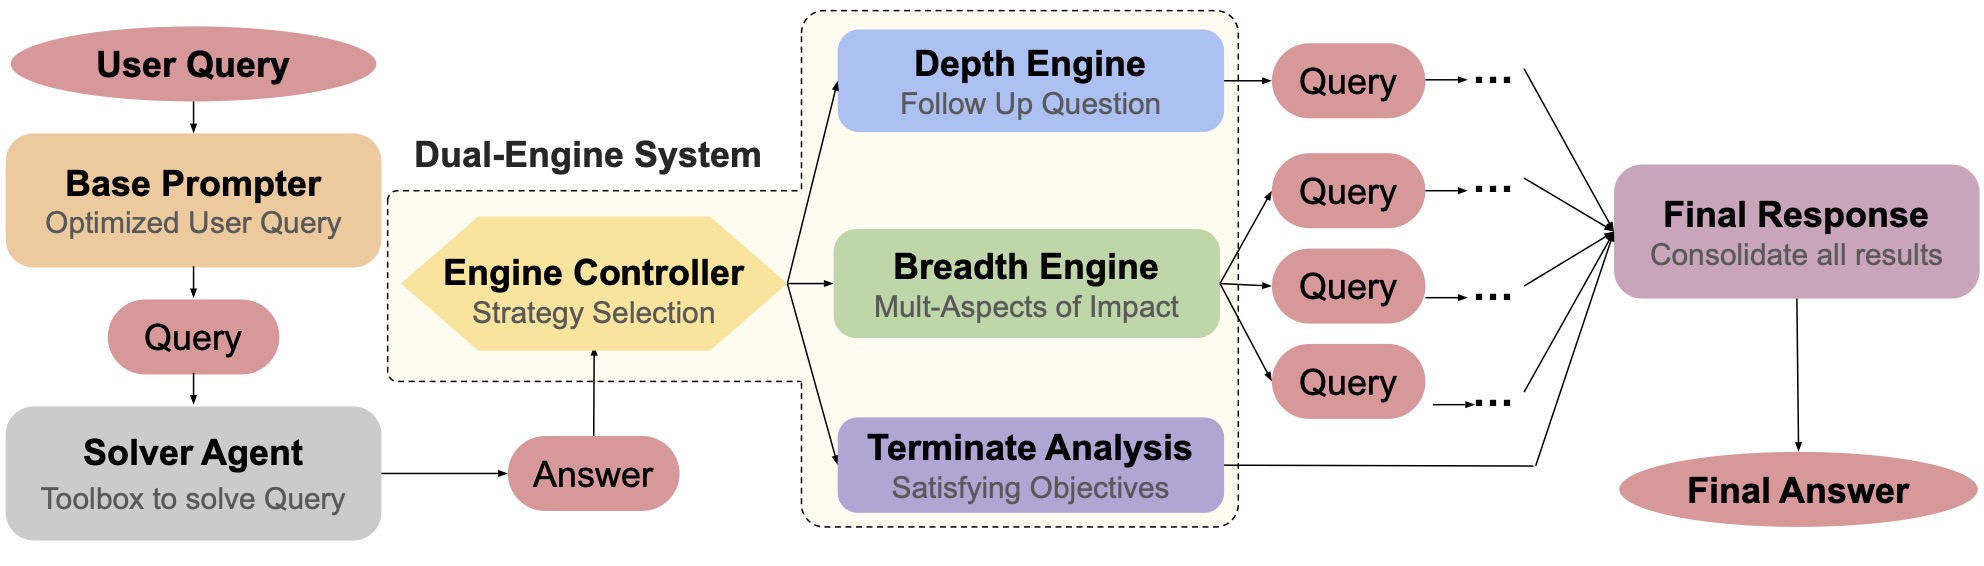 User Query
Base Prompter
Optimized User Query
Query
Solver Agent
Toolbox to solve Query
Answer
Dual-Engine System
Engine Controller
Strategy Selection
Depth Engine
Follow Up Question
Breadth Engine
Mult-Aspects of Impact
Terminate Analysis
Satisfying Objectives
Query ...
Query ...
Query ...
Query ...
Final Response
Consolidate all results
Final Answer